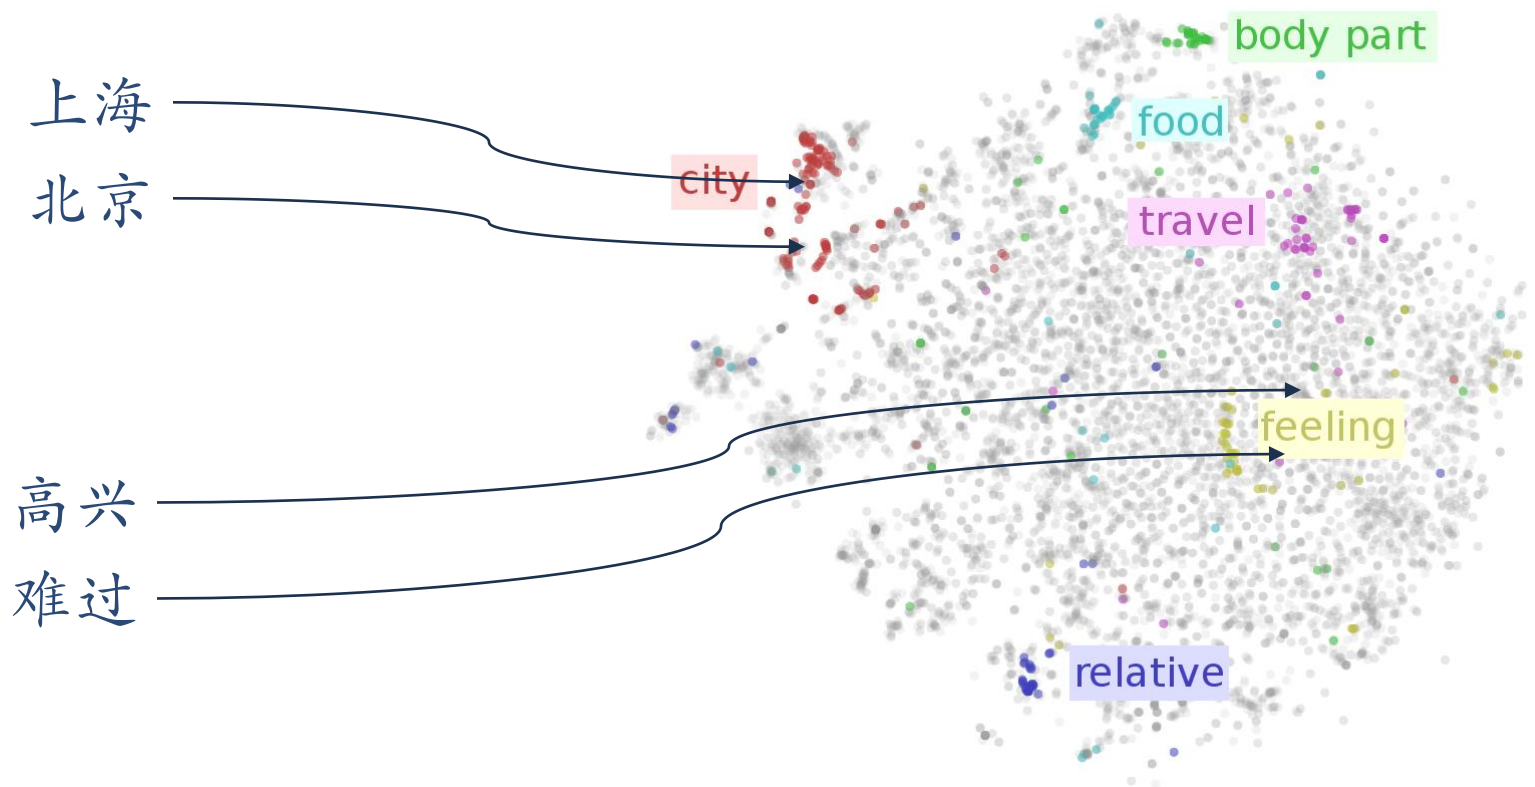 上海
北京
高兴
难过
body part
food
city
travel
feeling
relative